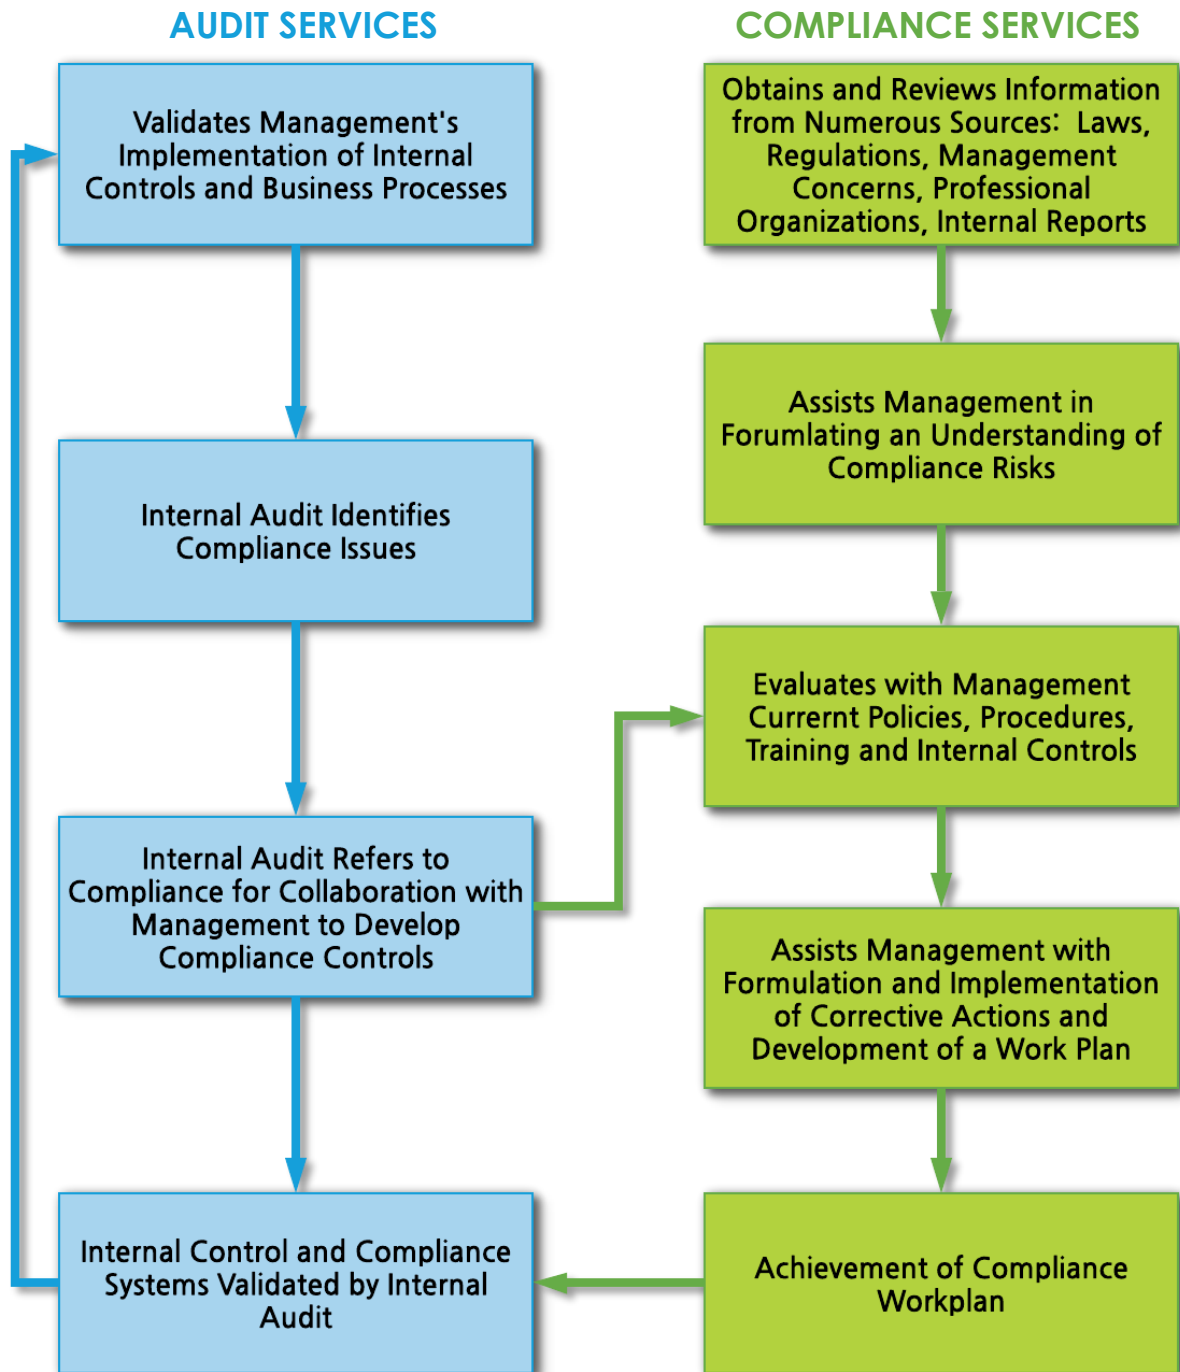 AUDIT SERVICES
Validates Management's
Implementation of Internal
Controls and Business Processes
Internal Audit Identifies
Compliance Issues
Internal Audit Refers to
Compliance for Collaboration with
Management to Develop
Compliance Controls
Internal Control and Compliance
Systems Validated by Internal
Audit
COMPLIANCE SERVICES
Obtains and Reviews Information
from Numerous Sources: Laws,
Regulations, Management
Concerns, Professional
Organizations, Internal Reports
Assists Management in
Forumlating an Understanding of
Compliance Risks
Evaluates with Management
Currernt Policies, Procedures,
Training and Internal Controls
Assists Management with
Formulation and Implementation
of Corrective Actions and
Development of a Work Plan
Achievement of Compliance
Workplan